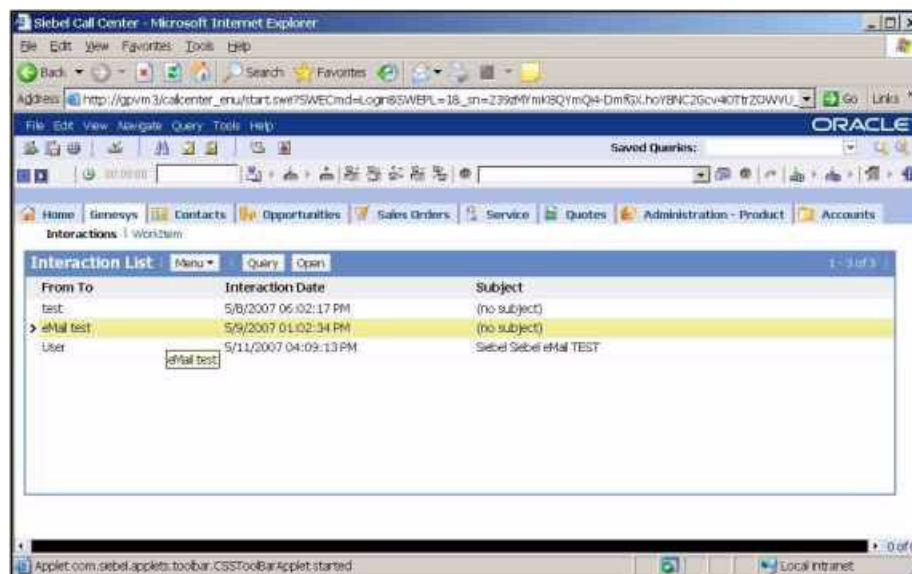 Siebel Call Center - Microsoft Internet Explorer
File Edit View Favorites Tools Help
Back Search Favorites
Address http://gpvm3/callcenter_enu/start.swe? Go Links
File Edit View Navigate Query Tools Help ORACLE
Saved Queries:
00:00:00
Home Genesys Contacts Opportunities Sales Orders Service Quotes Administration - Product Accounts
Interactions WorkItem
Interaction List Menu Query Open 1 - 3 of 3
From To Interaction Date Subject
test 5/8/2007 06:02:17 PM (no subject)
eMail test 5/9/2007 01:02:34 PM (no subject)
User 5/11/2007 04:09:13 PM Siebel Siebel eMail TEST
eMail test
0 of
Applet com.siebel.applets.toolbar.CSSToolBarApplet started Local intranet